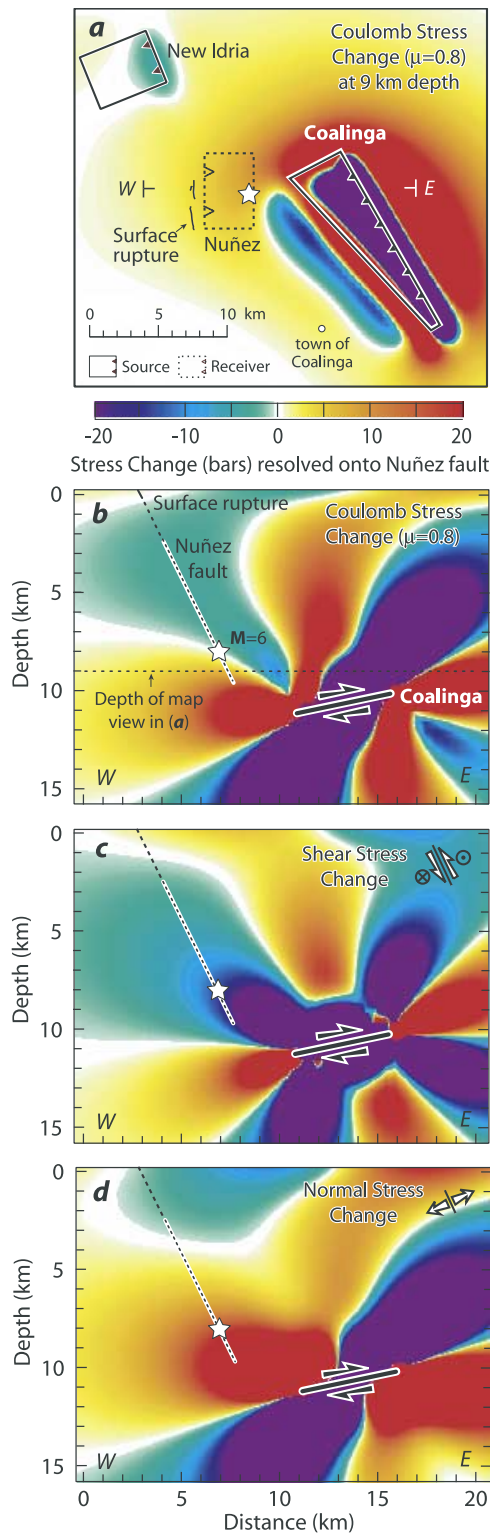 a
New Idria
Coulomb Stress
Change (μ=0.8)
at 9 km depth
Coalinga
W
E
Surface
rupture
Nuñez
0 10 km
town of
Coalinga
Source
Receiver
-20 -10 0 10 20
Stress Change (bars) resolved onto Nuñez fault
b
Surface rupture
Coulomb Stress
Change (μ=0.8)
Nuñez
fault
M=6
Depth of map
view in (a)
Coalinga
W
E
0
5
10
15
Depth (km)
c
Shear Stress
Change
W
E
0
5
10
15
Depth (km)
d
Normal Stress
Change
W
E
0
5
10
15
Depth (km)
0 5 10 15 20
Distance (km)